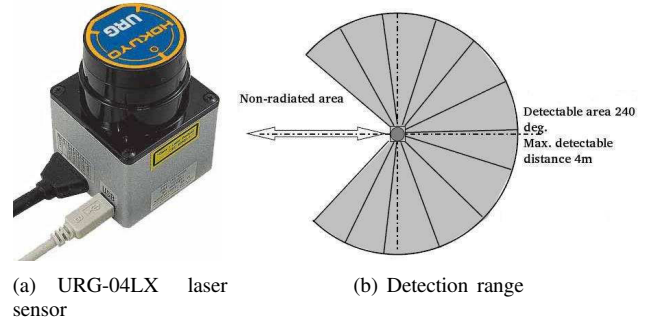 HOKUYO
URG
Non-radiated area
Detectable area 240
deg.
Max. detectable
distance 4m
(a) URG-04LX laser
sensor
(b) Detection range